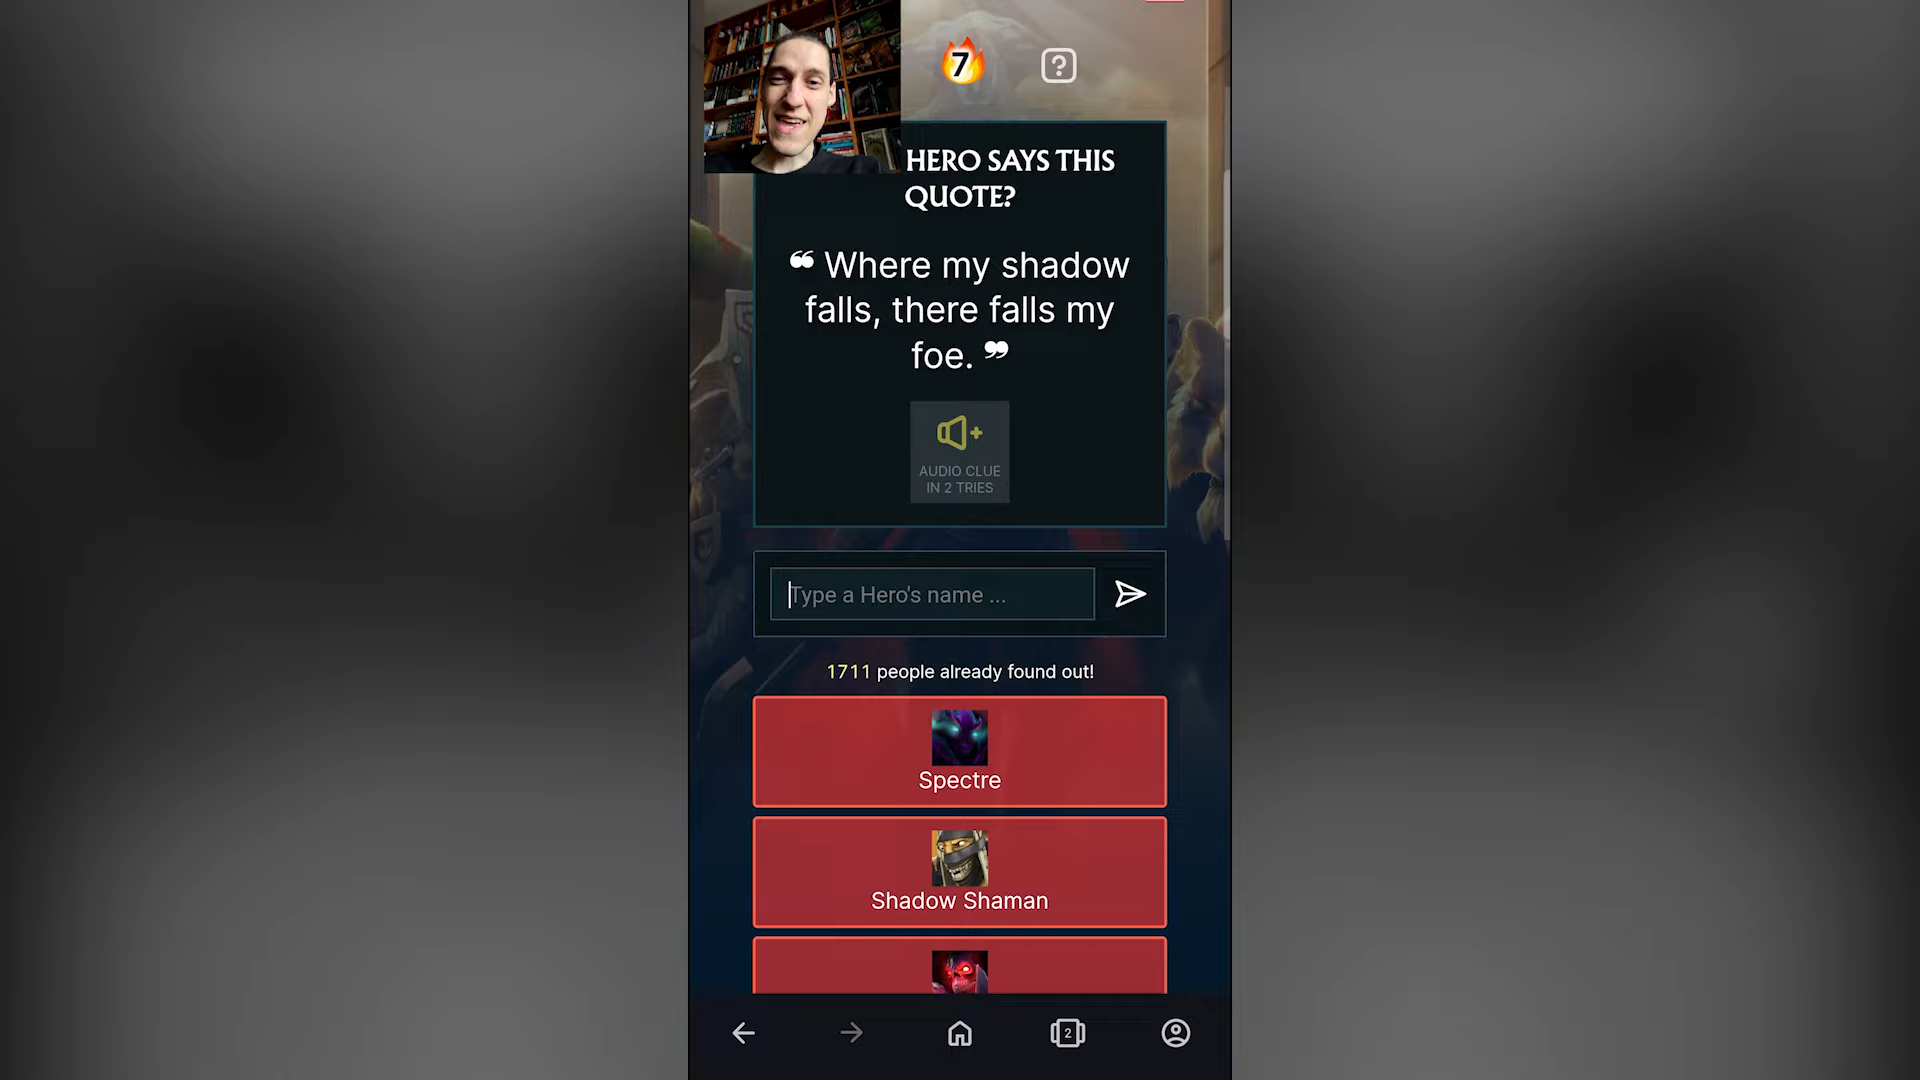 7
HERO SAYS THIS
QUOTE?
❝ Where my shadow
falls, there falls my
foe. ❞
AUDIO CLUE
IN 2 TRIES
Type a Hero's name ...
1711 people already found out!
Spectre
Shadow Shaman
2